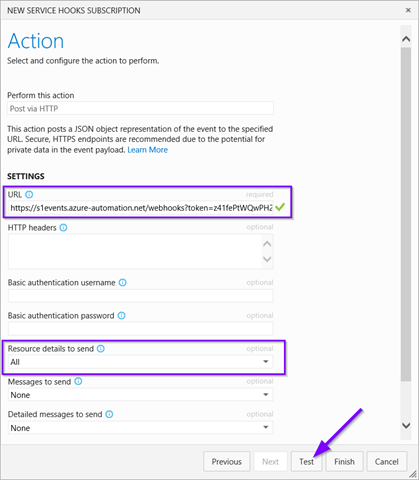 NEW SERVICE HOOKS SUBSCRIPTION
Action
Select and configure the action to perform.
Perform this action
Post via HTTP
This action posts a JSON object representation of the event to the specified
URL. Secure, HTTPS endpoints are recommended due to the potential for
private data in the event payload. Learn More
SETTINGS
URL required
https://s1events.azure-automation.net/webhooks?token=z41fePtWQwPHZ
HTTP headers optional
Basic authentication username optional
Basic authentication password optional
Resource details to send optional
All
Messages to send optional
None
Detailed messages to send optional
None
Previous Next Test Finish Cancel